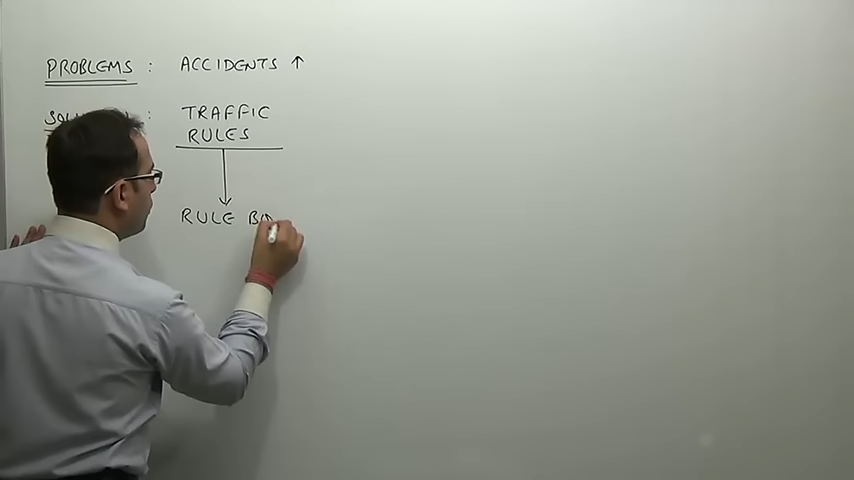 PROBLEMS : ACCIDENTS ↑
: TRAFFIC
RULES
RULE